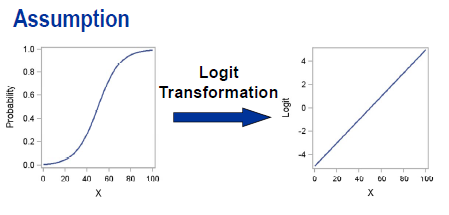 Assumption
Logit
Transformation
Probability
1.0
0.8
0.6
0.4
0.2
0.0
0 20 40 60 80 100
X
Logit
4
2
0
-2
-4
0 20 40 60 80 100
X